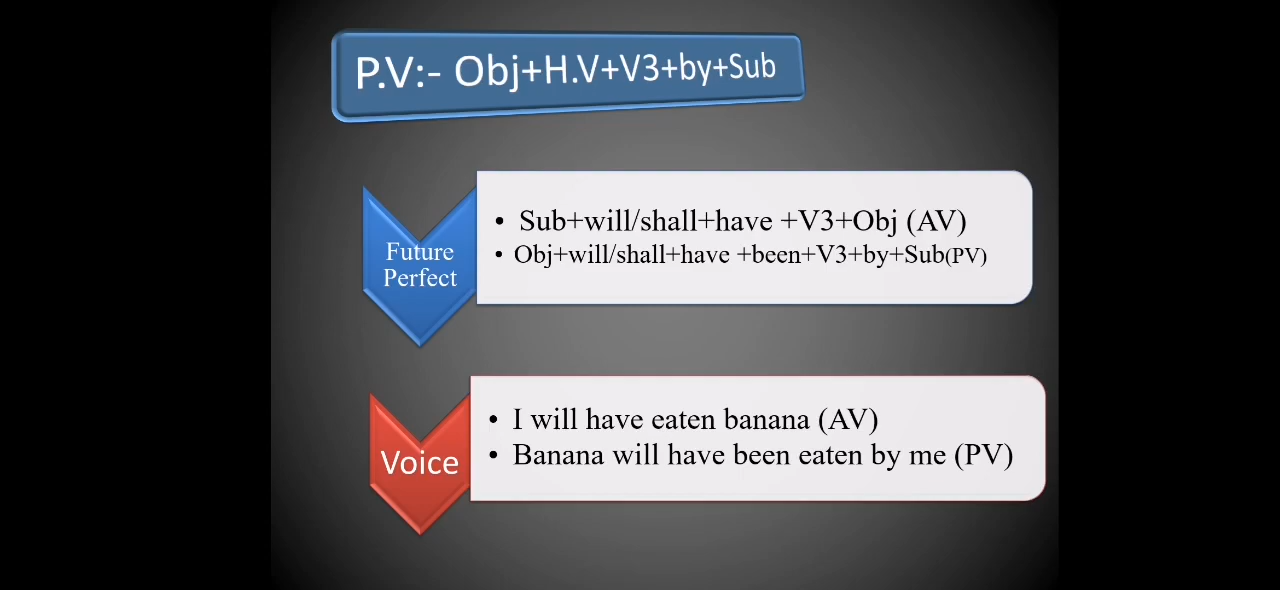 P.V:- Obj+H.V+V3+by+Sub
Future
Perfect
• Sub+will/shall+have +V3+Obj (AV)
• Obj+will/shall+have +been+V3+by+Sub(PV)
Voice
• I will have eaten banana (AV)
• Banana will have been eaten by me (PV)